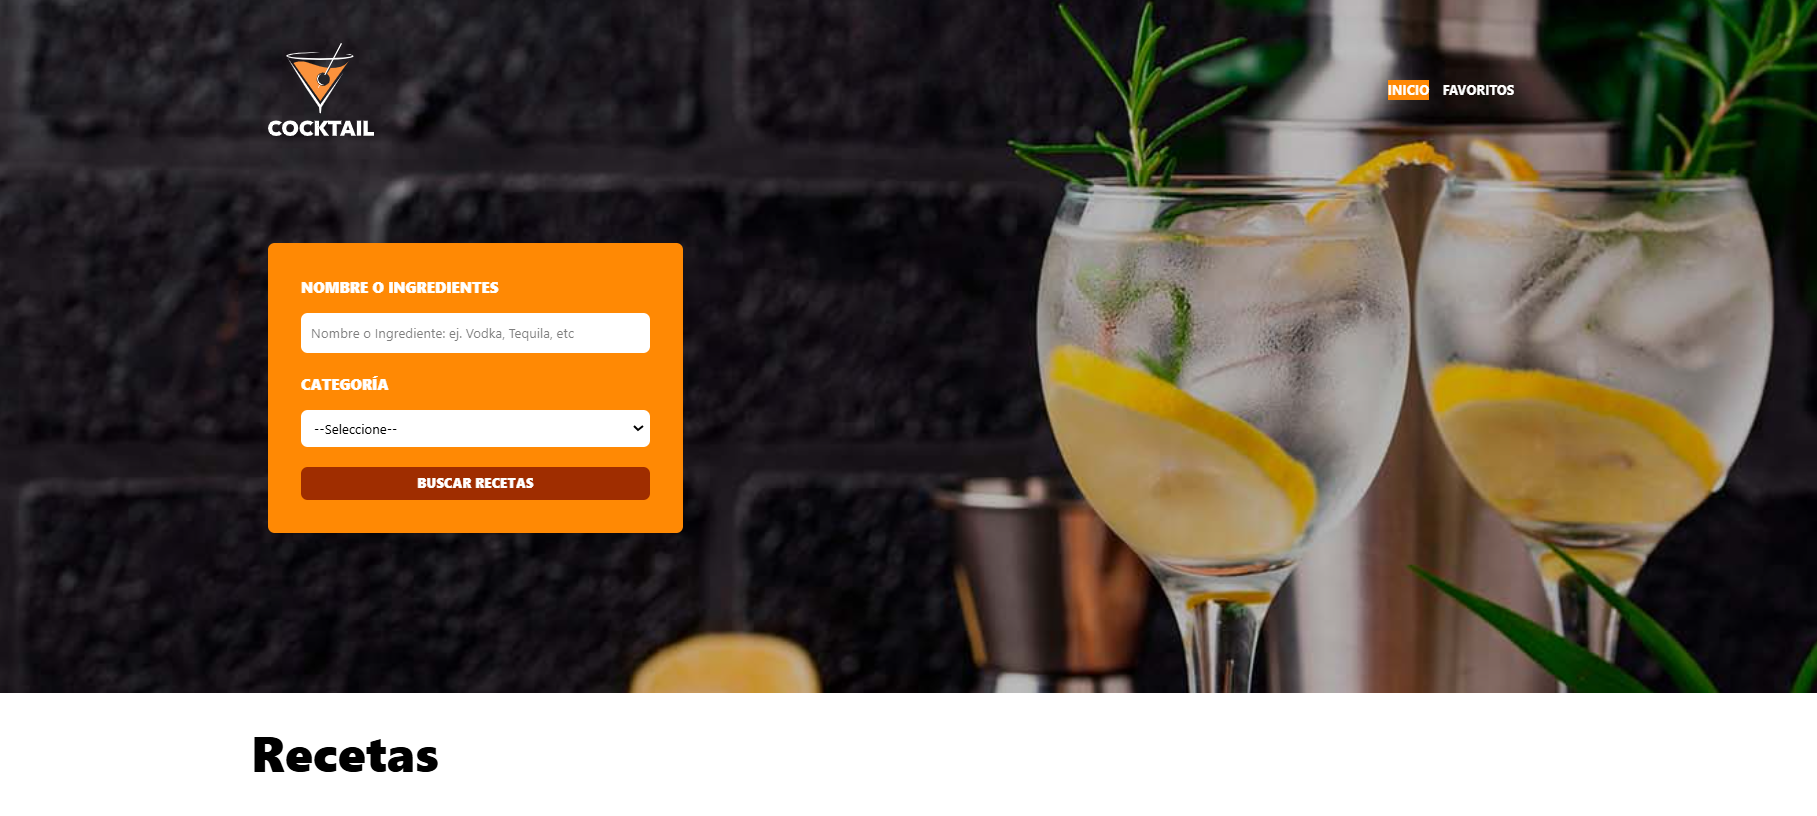 COCKTAIL
INICIO FAVORITOS
NOMBRE O INGREDIENTES
Nombre o Ingrediente: ej. Vodka, Tequila, etc
CATEGORÍA
--Seleccione--
BUSCAR RECETAS
Recetas